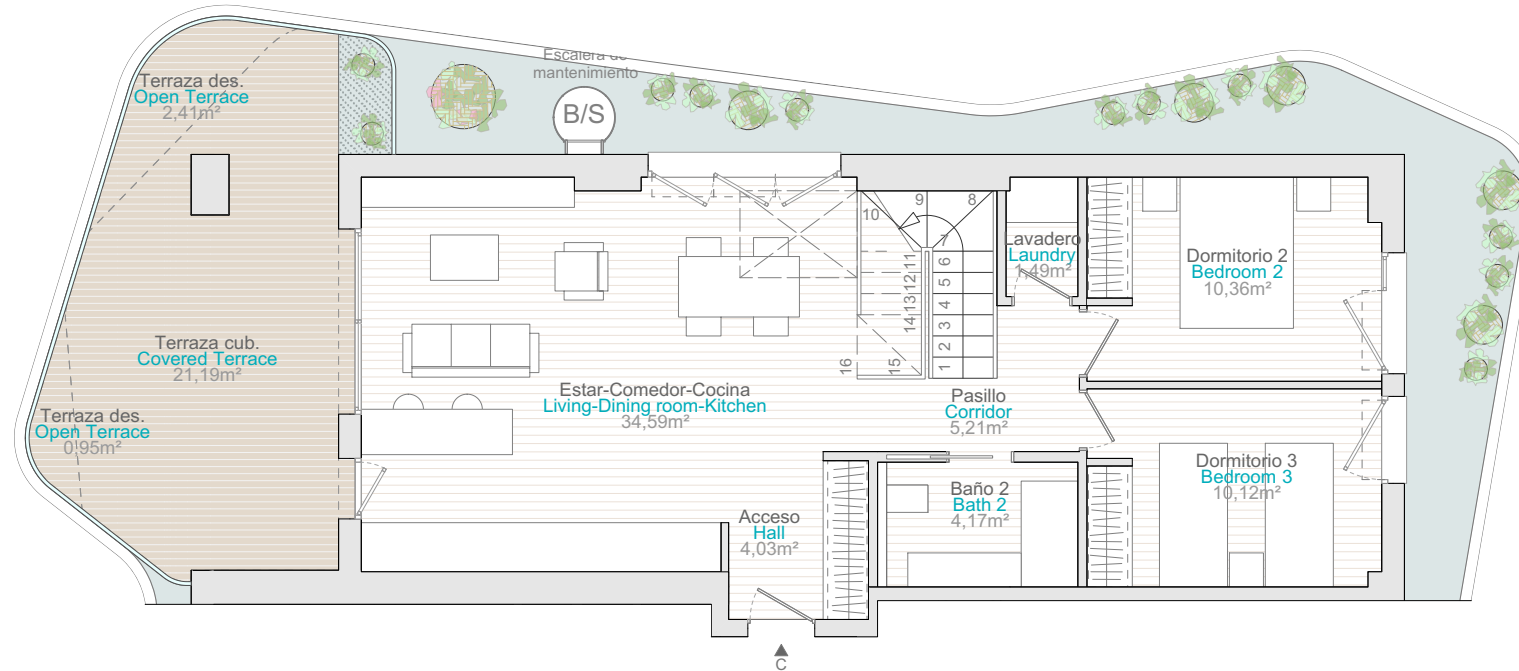 Terraza des.
Open Terrace
2,41m²
Escalera de
mantenimiento
B/S
Terraza cub.
Covered Terrace
21,19m²
Terraza des.
Open Terrace
0,95m²
Estar-Comedor-Cocina
Living-Dining room-Kitchen
34,59m²
10
9
8
7
6
5
4
3
2
1
11
12
13
14
15
16
Lavadero
Laundry
1,49m²
Dormitorio 2
Bedroom 2
10,36m²
Pasillo
Corridor
5,21m²
Dormitorio 3
Bedroom 3
10,12m²
Baño 2
Bath 2
4,17m²
Acceso
Hall
4,03m²
C